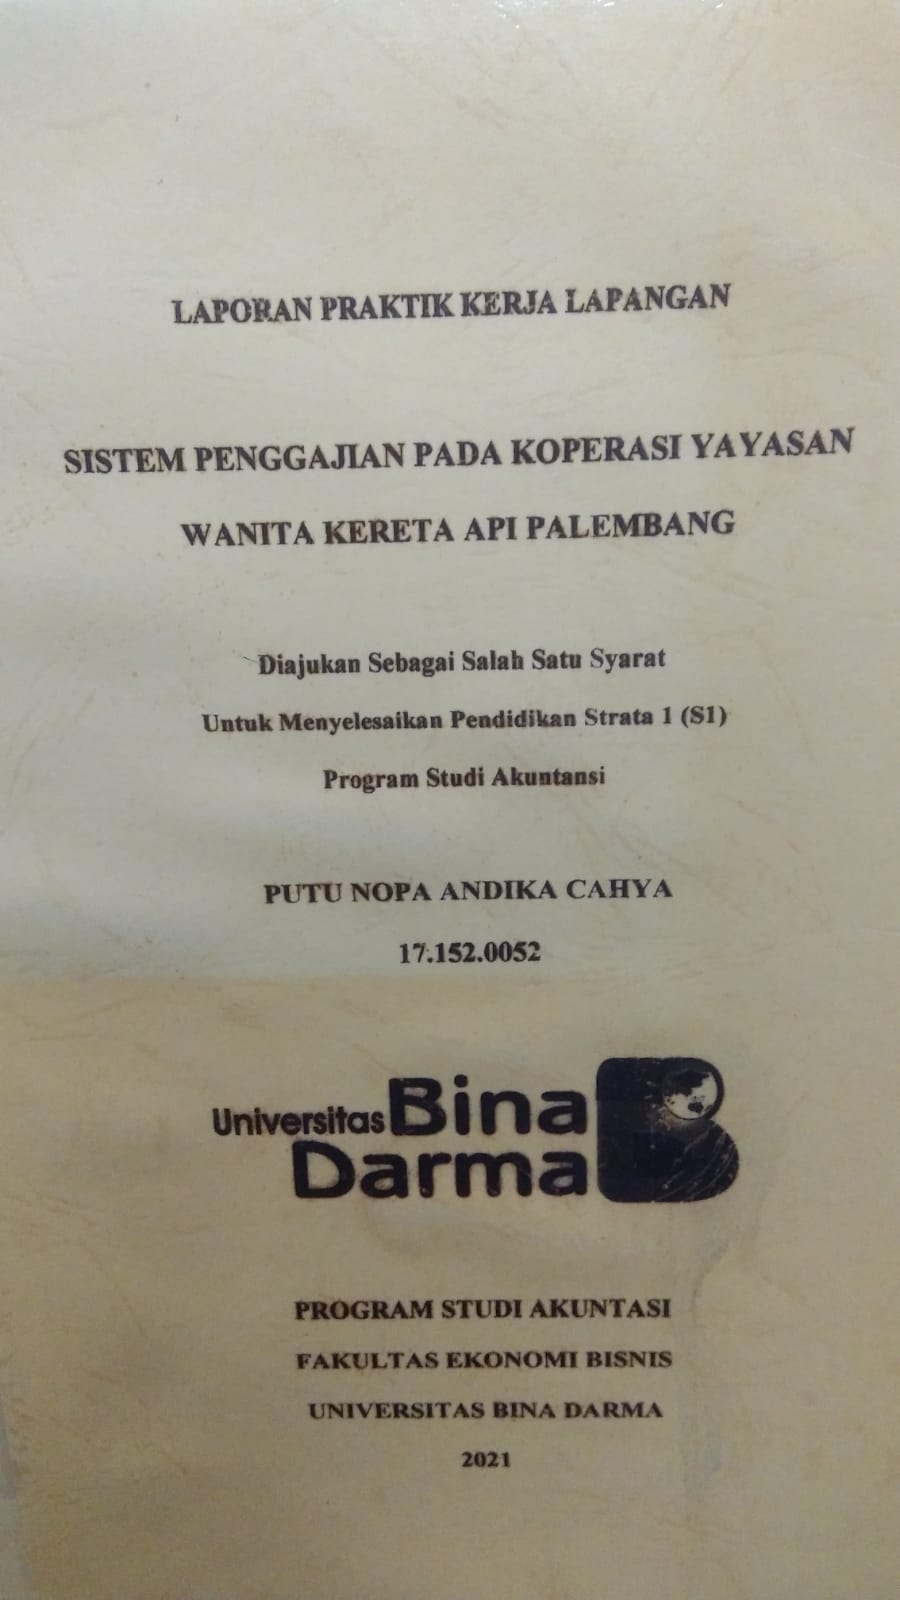 LAPORAN PRAKTIK KERJA LAPANGAN
SISTEM PENGGAJIAN PADA KOPERASI YAYASAN
WANITA KERETA API PALEMBANG
Diajukan Sebagai Salah Satu Syarat
Untuk Menyelesaikan Pendidikan Strata 1 (S1)
Program Studi Akuntansi
PUTU NOPA ANDIKA CAHYA
17.152.0052
Universitas Bina
Darma
PROGRAM STUDI AKUNTASI
FAKULTAS EKONOMI BISNIS
UNIVERSITAS BINA DARMA
2021